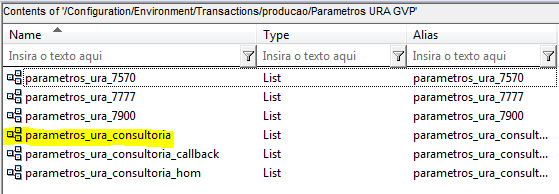 Contents of '/Configuration/Environment/Transactions/producao/Parametros URA GVP'
Name Type Alias
Insira o texto aqui Insira o texto aqui Insira o texto aqui
parametros_ura_7570 List parametros_ura_7570
parametros_ura_7777 List parametros_ura_7777
parametros_ura_7900 List parametros_ura_7900
parametros_ura_consultoria List parametros_ura_consult...
parametros_ura_consultoria_callback List parametros_ura_consult...
parametros_ura_consultoria_hom List parametros_ura_consult...